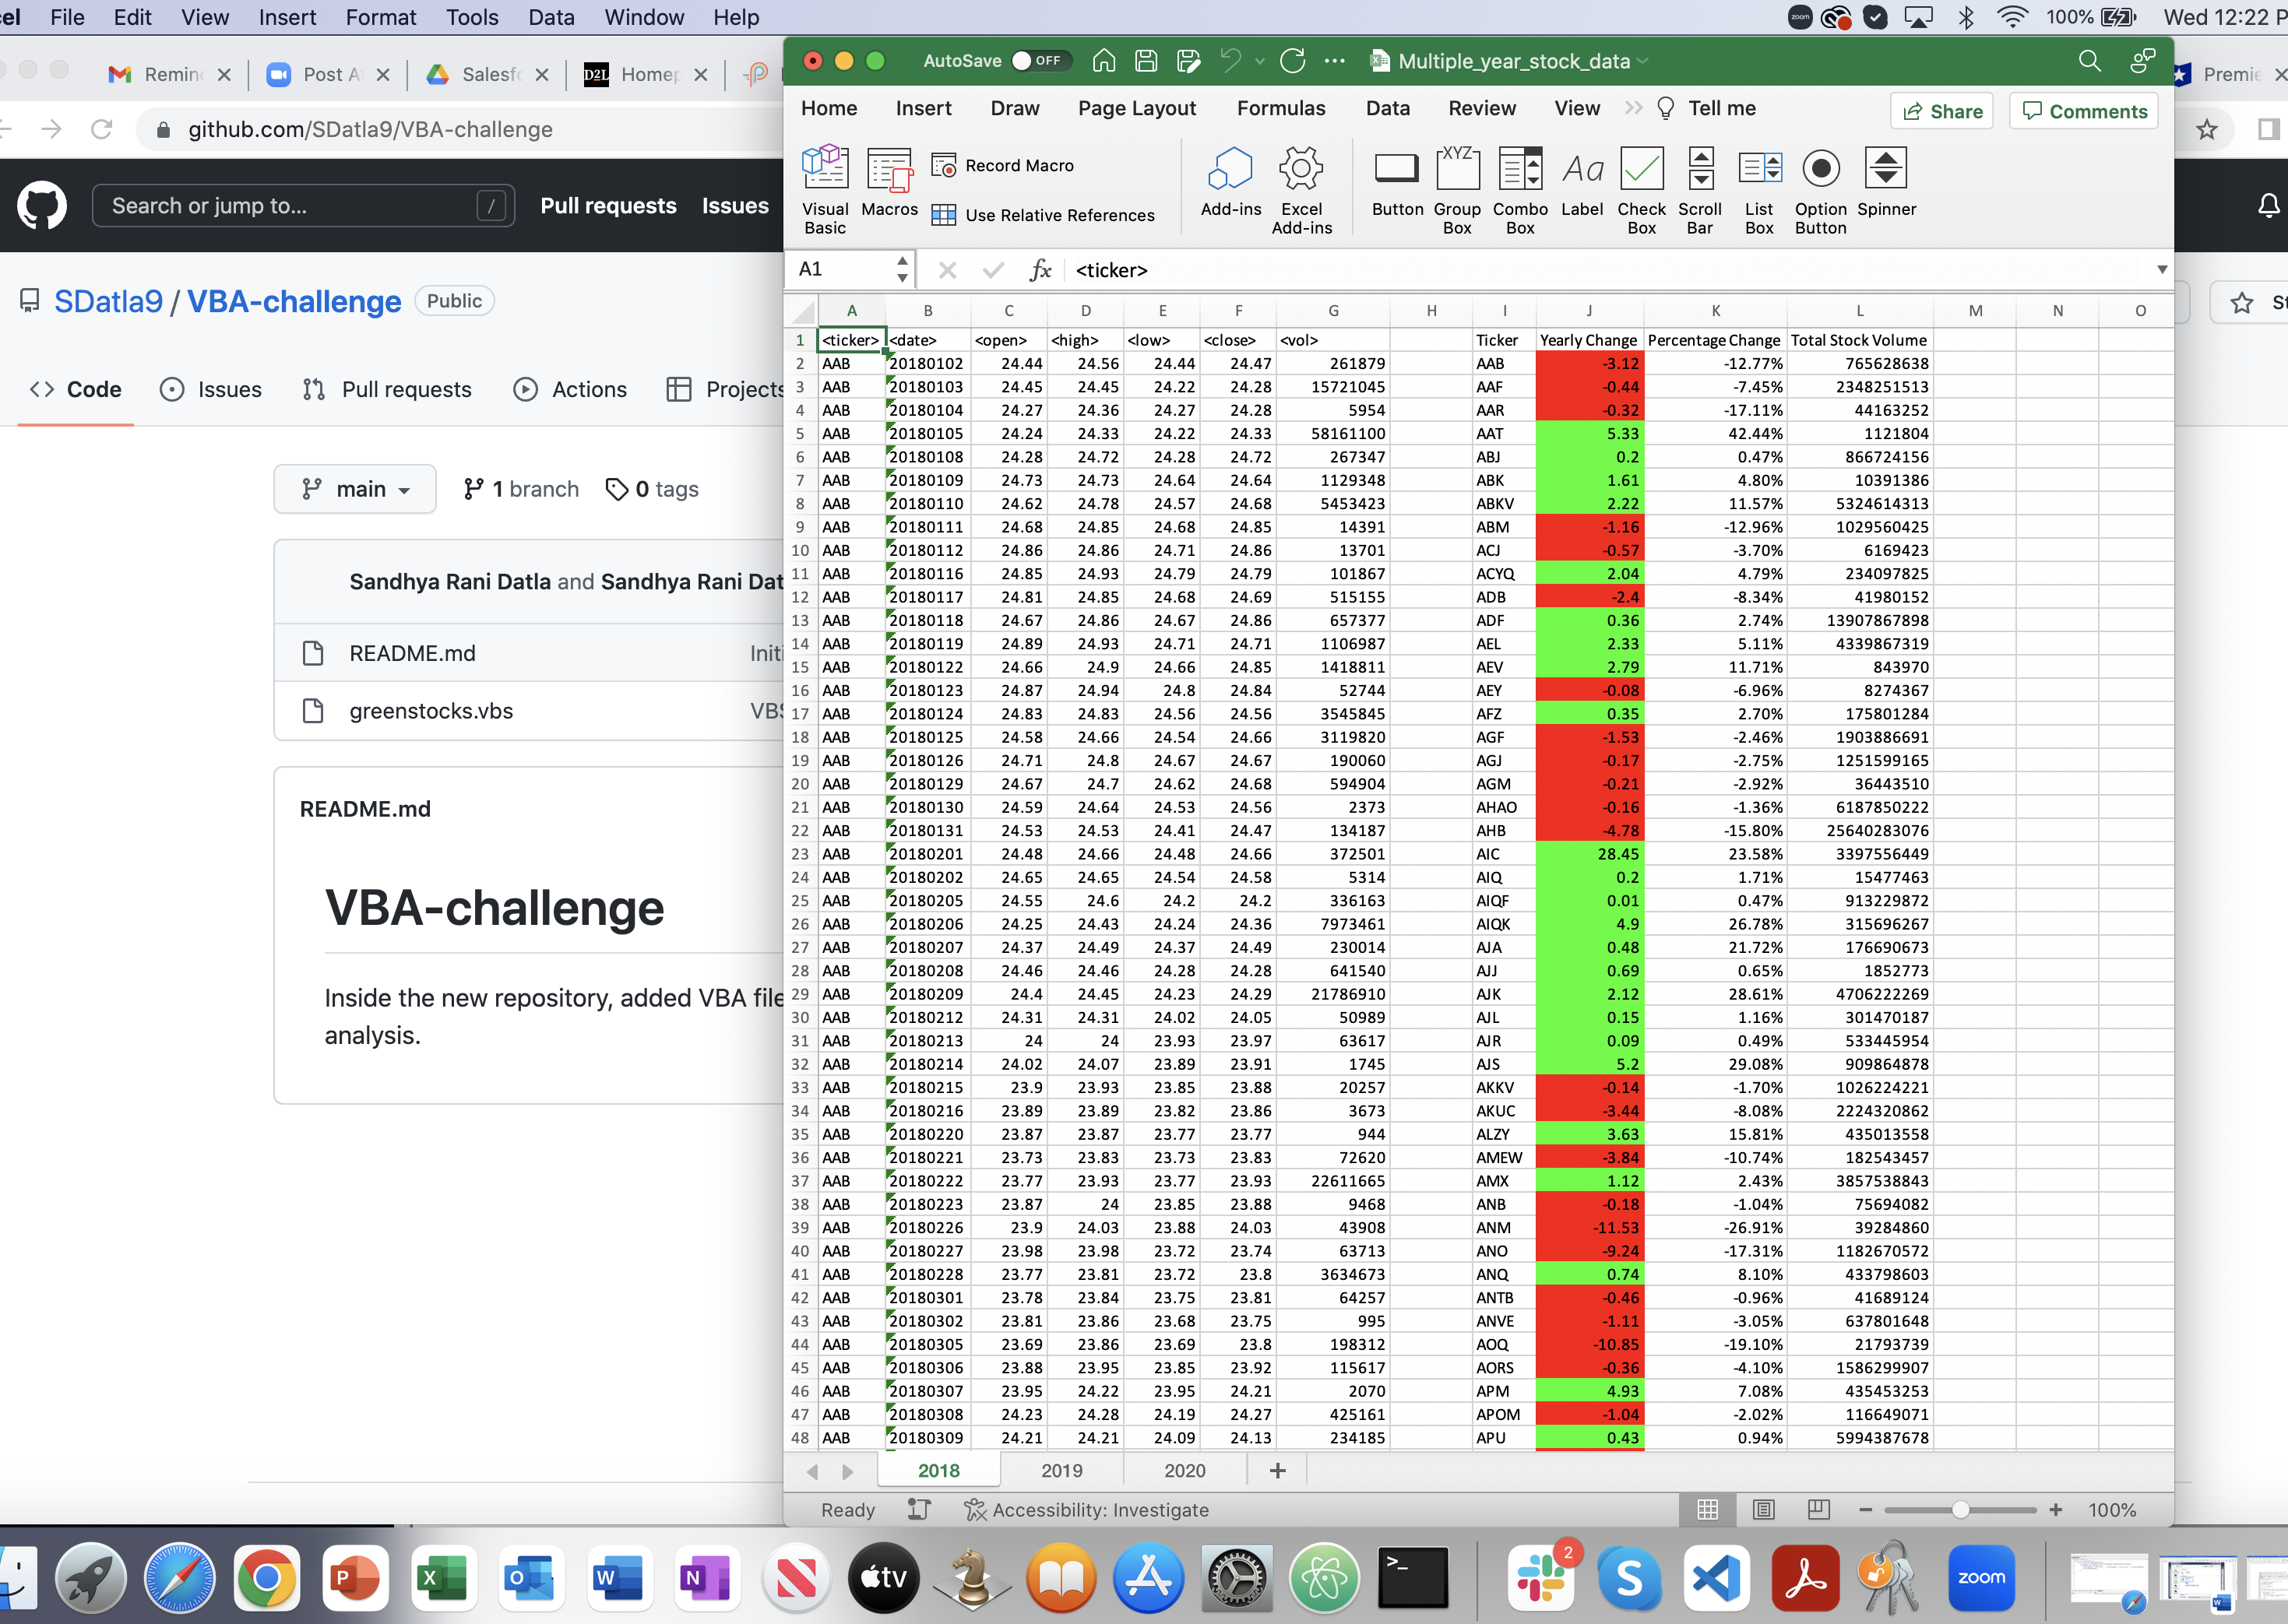 el File Edit View Insert Format Tools Data Window Help zoom 100% Wed 12:22 P
Remin Post A Salesfo D2L Homep
Premie
github.com/SDatla9/VBA-challenge
Search or jump to... / Pull requests Issues
SDatla9 / VBA-challenge Public
Code Issues Pull requests Actions Projects
main 1 branch 0 tags
Sandhya Rani Datla and Sandhya Rani Dat
README.md Initi
greenstocks.vbs VBS
README.md
VBA-challenge
Inside the new repository, added VBA file
analysis.
AutoSave OFF Multiple_year_stock_data
Home Insert Draw Page Layout Formulas Data Review View Tell me Share Comments
Visual Basic Macros Record Macro Use Relative References Add-ins Excel Add-ins Button Group Box Combo Box Label Check Box Scroll Bar List Box Option Button Spinner
A1 fx <ticker>
A B C D E F G H I J K L M N O
1 <ticker> <date> <open> <high> <low> <close> <vol> Ticker Yearly Change Percentage Change Total Stock Volume
2 AAB 20180102 24.44 24.56 24.44 24.47 261879 AAB -3.12 -12.77% 765628638
3 AAB 20180103 24.45 24.45 24.22 24.28 15721045 AAF -0.44 -7.45% 2348251513
4 AAB 20180104 24.27 24.36 24.27 24.28 5954 AAR -0.32 -17.11% 44163252
5 AAB 20180105 24.24 24.33 24.22 24.33 58161100 AAT 5.33 42.44% 1121804
6 AAB 20180108 24.28 24.72 24.28 24.72 267347 ABJ 0.2 0.47% 866724156
7 AAB 20180109 24.73 24.73 24.64 24.64 1129348 ABK 1.61 4.80% 10391386
8 AAB 20180110 24.62 24.78 24.57 24.68 5453423 ABKV 2.22 11.57% 5324614313
9 AAB 20180111 24.68 24.85 24.68 24.85 14391 ABM -1.16 -12.96% 1029560425
10 AAB 20180112 24.86 24.86 24.71 24.86 13701 ACJ -0.57 -3.70% 6169423
11 AAB 20180116 24.85 24.93 24.79 24.79 101867 ACYQ 2.04 4.79% 234097825
12 AAB 20180117 24.81 24.85 24.68 24.69 515155 ADB -2.4 -8.34% 41980152
13 AAB 20180118 24.67 24.86 24.67 24.86 657377 ADF 0.36 2.74% 13907867898
14 AAB 20180119 24.89 24.93 24.71 24.71 1106987 AEL 2.33 5.11% 4339867319
15 AAB 20180122 24.66 24.9 24.66 24.85 1418811 AEV 2.79 11.71% 843970
16 AAB 20180123 24.87 24.94 24.8 24.84 52744 AEY -0.08 -6.96% 8274367
17 AAB 20180124 24.83 24.83 24.56 24.56 3545845 AFZ 0.35 2.70% 175801284
18 AAB 20180125 24.58 24.66 24.54 24.66 3119820 AGF -1.53 -2.46% 1903886691
19 AAB 20180126 24.71 24.8 24.67 24.67 190060 AGJ -0.17 -2.75% 1251599165
20 AAB 20180129 24.67 24.7 24.62 24.68 594904 AGM -0.21 -2.92% 36443510
21 AAB 20180130 24.59 24.64 24.53 24.56 2373 AHAO -0.16 -1.36% 6187850222
22 AAB 20180131 24.53 24.53 24.41 24.47 134187 AHB -4.78 -15.80% 25640283076
23 AAB 20180201 24.48 24.66 24.48 24.66 372501 AIC 28.45 23.58% 3397556449
24 AAB 20180202 24.65 24.65 24.54 24.58 5314 AIQ 0.2 1.71% 15477463
25 AAB 20180205 24.55 24.6 24.2 24.2 336163 AIQF 0.01 0.47% 913229872
26 AAB 20180206 24.25 24.43 24.24 24.36 7973461 AIQK 4.9 26.78% 315696267
27 AAB 20180207 24.37 24.49 24.37 24.49 230014 AJA 0.48 21.72% 176690673
28 AAB 20180208 24.46 24.46 24.28 24.28 641540 AJJ 0.69 0.65% 1852773
29 AAB 20180209 24.4 24.45 24.23 24.29 21786910 AJK 2.12 28.61% 4706222269
30 AAB 20180212 24.31 24.31 24.02 24.05 50989 AJL 0.15 1.16% 301470187
31 AAB 20180213 24 24 23.93 23.97 63617 AJR 0.09 0.49% 533445954
32 AAB 20180214 24.02 24.07 23.89 23.91 1745 AJS 5.2 29.08% 909864878
33 AAB 20180215 23.9 23.93 23.85 23.88 20257 AKKV -0.14 -1.70% 1026224221
34 AAB 20180216 23.89 23.89 23.82 23.86 3673 AKUC -3.44 -8.08% 2224320862
35 AAB 20180220 23.87 23.87 23.77 23.77 944 ALZY 3.63 15.81% 435013558
36 AAB 20180221 23.73 23.83 23.73 23.83 72620 AMEW -3.84 -10.74% 182543457
37 AAB 20180222 23.77 23.93 23.77 23.93 22611665 AMX 1.12 2.43% 3857538843
38 AAB 20180223 23.87 24 23.85 23.88 9468 ANB -0.18 -1.04% 75694082
39 AAB 20180226 23.9 24.03 23.88 24.03 43908 ANM -11.53 -26.91% 39284860
40 AAB 20180227 23.98 23.98 23.72 23.74 63713 ANO -9.24 -17.31% 1182670572
41 AAB 20180228 23.77 23.81 23.72 23.8 3634673 ANQ 0.74 8.10% 433798603
42 AAB 20180301 23.78 23.84 23.75 23.81 64257 ANTB -0.46 -0.96% 41689124
43 AAB 20180302 23.81 23.86 23.68 23.75 995 ANVE -1.11 -3.05% 637801648
44 AAB 20180305 23.69 23.86 23.69 23.8 198312 AOQ -10.85 -19.10% 21793739
45 AAB 20180306 23.88 23.95 23.85 23.92 115617 AORS -0.36 -4.10% 1586299907
46 AAB 20180307 23.95 24.22 23.95 24.21 2070 APM 4.93 7.08% 435453253
47 AAB 20180308 24.23 24.28 24.19 24.27 425161 APOM -1.04 -2.02% 116649071
48 AAB 20180309 24.21 24.21 24.09 24.13 234185 APU 0.43 0.94% 5994387678
2018 2019 2020
Ready Accessibility: Investigate 100%
P X O W N tv >_ 2 S zoom